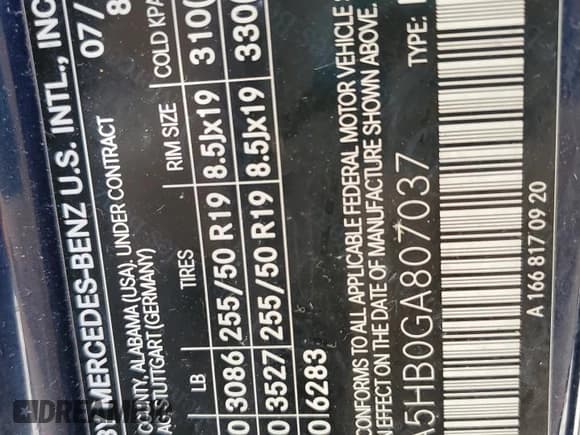 BY MERCEDES-BENZ U.S. INTL., INC
COUNTY, ALABAMA (USA), UNDER CONTRACT 07/
AG STUTTGART (GERMANY) 8
LB TIRES RIM SIZE COLD KPA
3086 255/50 R19 8.5Jx19 310
3527 255/50 R19 8.5Jx19 330
6283
CONFORMS TO ALL APPLICABLE FEDERAL MOTOR VEHICLE
EFFECT ON THE DATE OF MANUFACTURE SHOWN ABOVE.
A5HB0GA807037 TYPE:
A 166 817 09 20